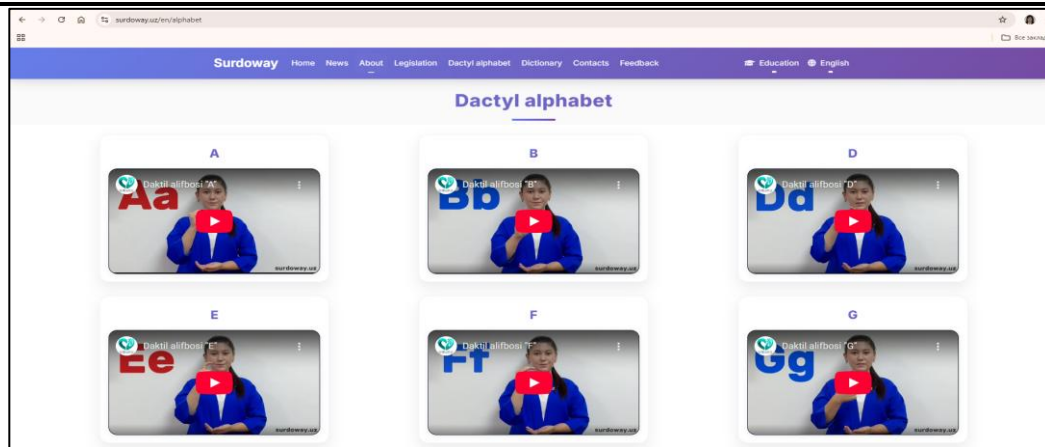 surdoway.uz/en/alphabet
Surdoway Home News About Legislation Dactyl alphabet Dictionary Contacts Feedback Education English
Dactyl alphabet
A B D
Daktil alifbosi "A" Daktil alifbosi "B" Daktil alifbosi "D"
Aa Bb Dd
surdoway.uz surdoway.uz surdoway.uz
E F G
Daktil alifbosi "E" Daktil alifbosi "F" Daktil alifbosi "G"
Ee Ff Gg
surdoway.uz surdoway.uz surdoway.uz